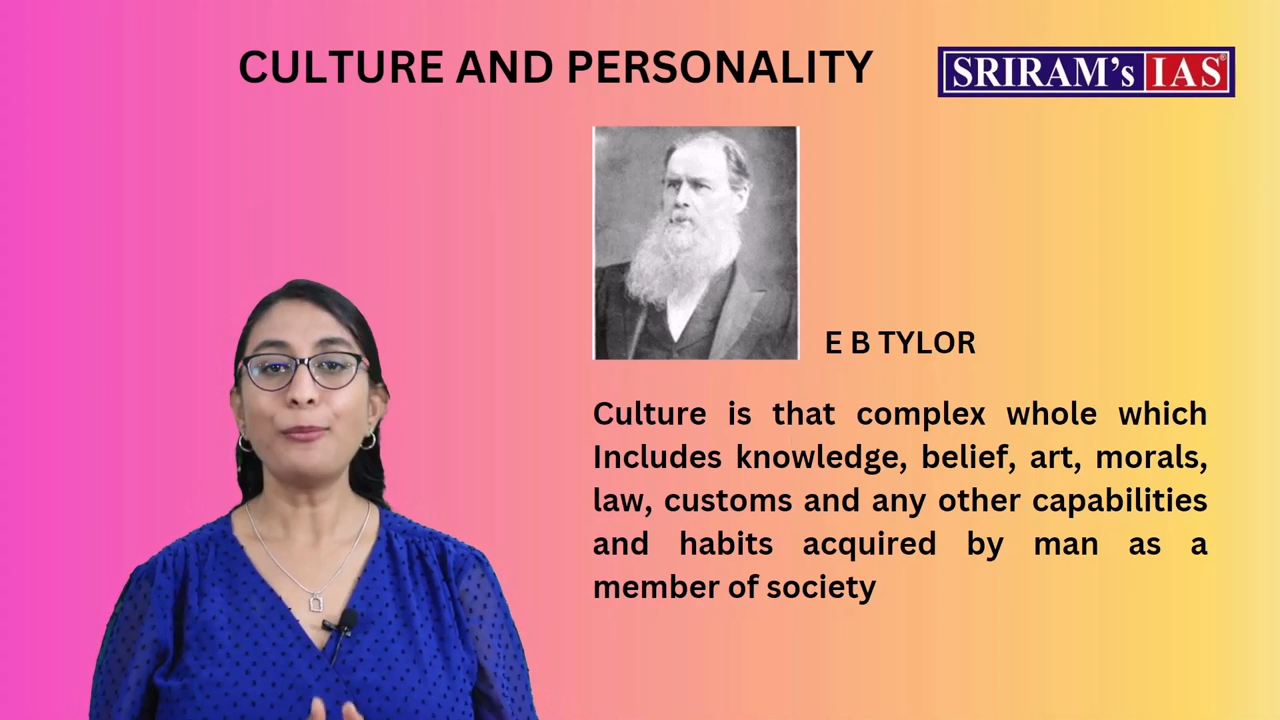 CULTURE AND PERSONALITY
SRIRAM's IAS®
E B TYLOR
Culture is that complex whole which
Includes knowledge, belief, art, morals,
law, customs and any other capabilities
and habits acquired by man as a
member of society